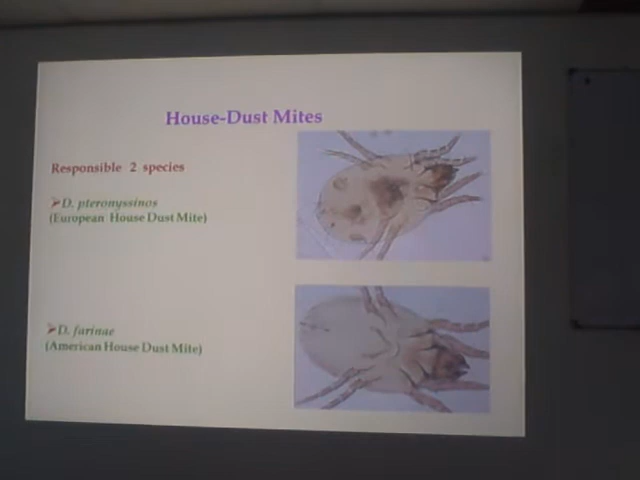 House-Dust Mites
Responsible 2 species
➢D. pteronyssinos
(European House Dust Mite)
➢D. farinae
(American House Dust Mite)